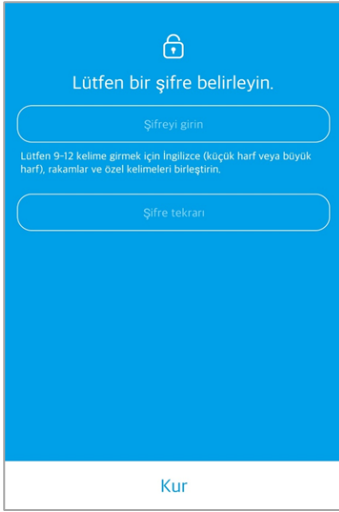 Lütfen bir şifre belirleyin.
Şifreyi girin
Lütfen 9-12 kelime girmek için İngilizce (küçük harf veya büyük
harf), rakamlar ve özel kelimeleri birleştirin.
Şifre tekrarı
Kur